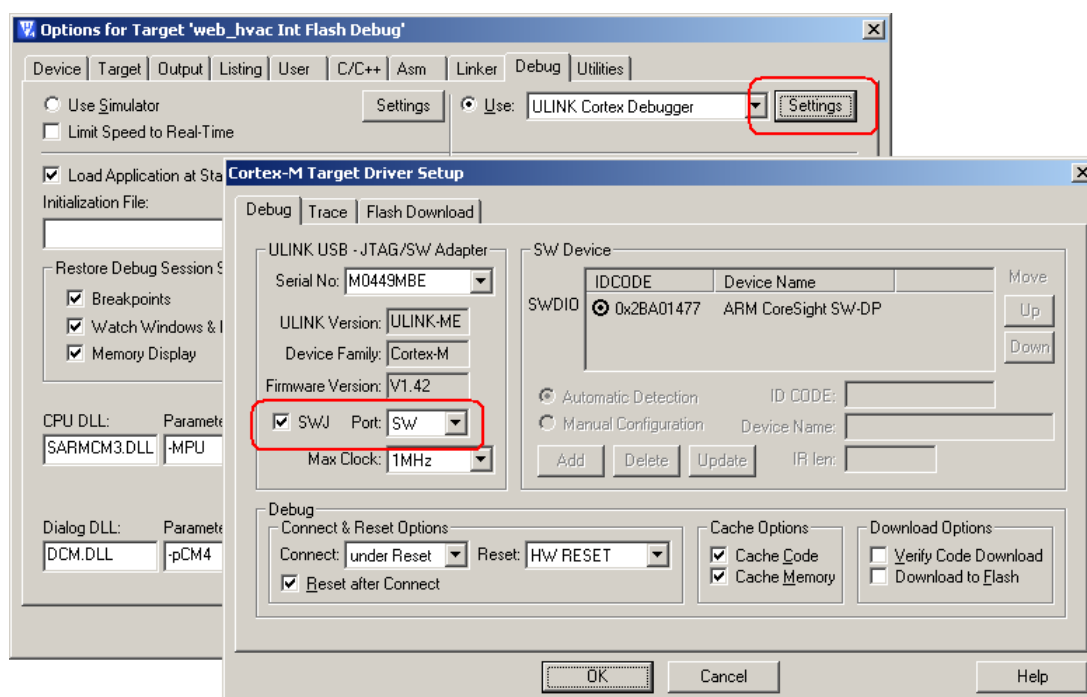 Options for Target 'web_hvac Int Flash Debug'
Device Target Output Listing User C/C++ Asm Linker Debug Utilities
Use Simulator Settings Use: ULINK Cortex Debugger Settings
Limit Speed to Real-Time
Load Application at Sta
Initialization File:
Restore Debug Session S
Breakpoints
Watch Windows &
Memory Display
CPU DLL: Paramete
SARMCM3.DLL -MPU
Dialog DLL: Paramete
DCM.DLL -pCM4
Cortex-M Target Driver Setup
Debug Trace Flash Download
ULINK USB - JTAG/SW Adapter
Serial No: M0449MBE
ULINK Version: ULINK-ME
Device Family: Cortex-M
Firmware Version: V1.42
SWJ Port: SW
Max Clock: 1MHz
SW Device
IDCODE Device Name Move
SWDIO 0x2BA01477 ARM CoreSight SW-DP Up
Down
Automatic Detection ID CODE:
Manual Configuration Device Name:
Add Delete Update IR len:
Debug
Connect & Reset Options
Connect: under Reset Reset: HW RESET
Reset after Connect
Cache Options
Cache Code
Cache Memory
Download Options
Verify Code Download
Download to Flash
OK Cancel Help